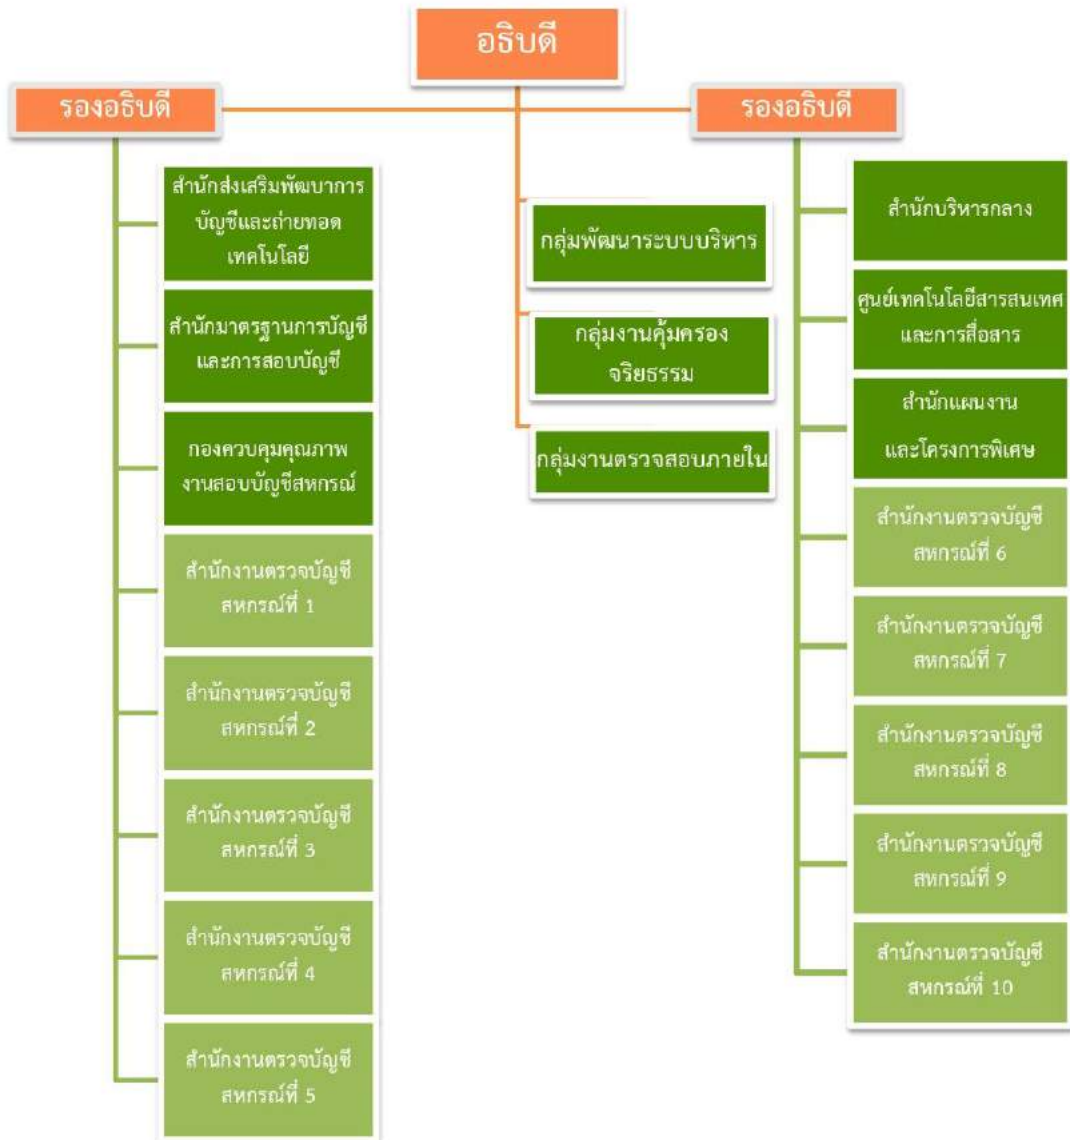 อธิบดี
รองอธิบดี
รองอธิบดี
สำนักส่งเสริมพัฒนาการ
บัญชีและถ่ายทอด
เทคโนโลยี
สำนักมาตรฐานการบัญชี
และการสอบบัญชี
กองควบคุมคุณภาพ
งานสอบบัญชีสหกรณ์
สำนักงานตรวจบัญชี
สหกรณ์ที่ 1
สำนักงานตรวจบัญชี
สหกรณ์ที่ 2
สำนักงานตรวจบัญชี
สหกรณ์ที่ 3
สำนักงานตรวจบัญชี
สหกรณ์ที่ 4
สำนักงานตรวจบัญชี
สหกรณ์ที่ 5
กลุ่มพัฒนาระบบบริหาร
กลุ่มงานคุ้มครอง
จริยธรรม
กลุ่มงานตรวจสอบภายใน
สำนักบริหารกลาง
ศูนย์เทคโนโลยีสารสนเทศ
และการสื่อสาร
สำนักแผนงาน
และโครงการพิเศษ
สำนักงานตรวจบัญชี
สหกรณ์ที่ 6
สำนักงานตรวจบัญชี
สหกรณ์ที่ 7
สำนักงานตรวจบัญชี
สหกรณ์ที่ 8
สำนักงานตรวจบัญชี
สหกรณ์ที่ 9
สำนักงานตรวจบัญชี
สหกรณ์ที่ 10